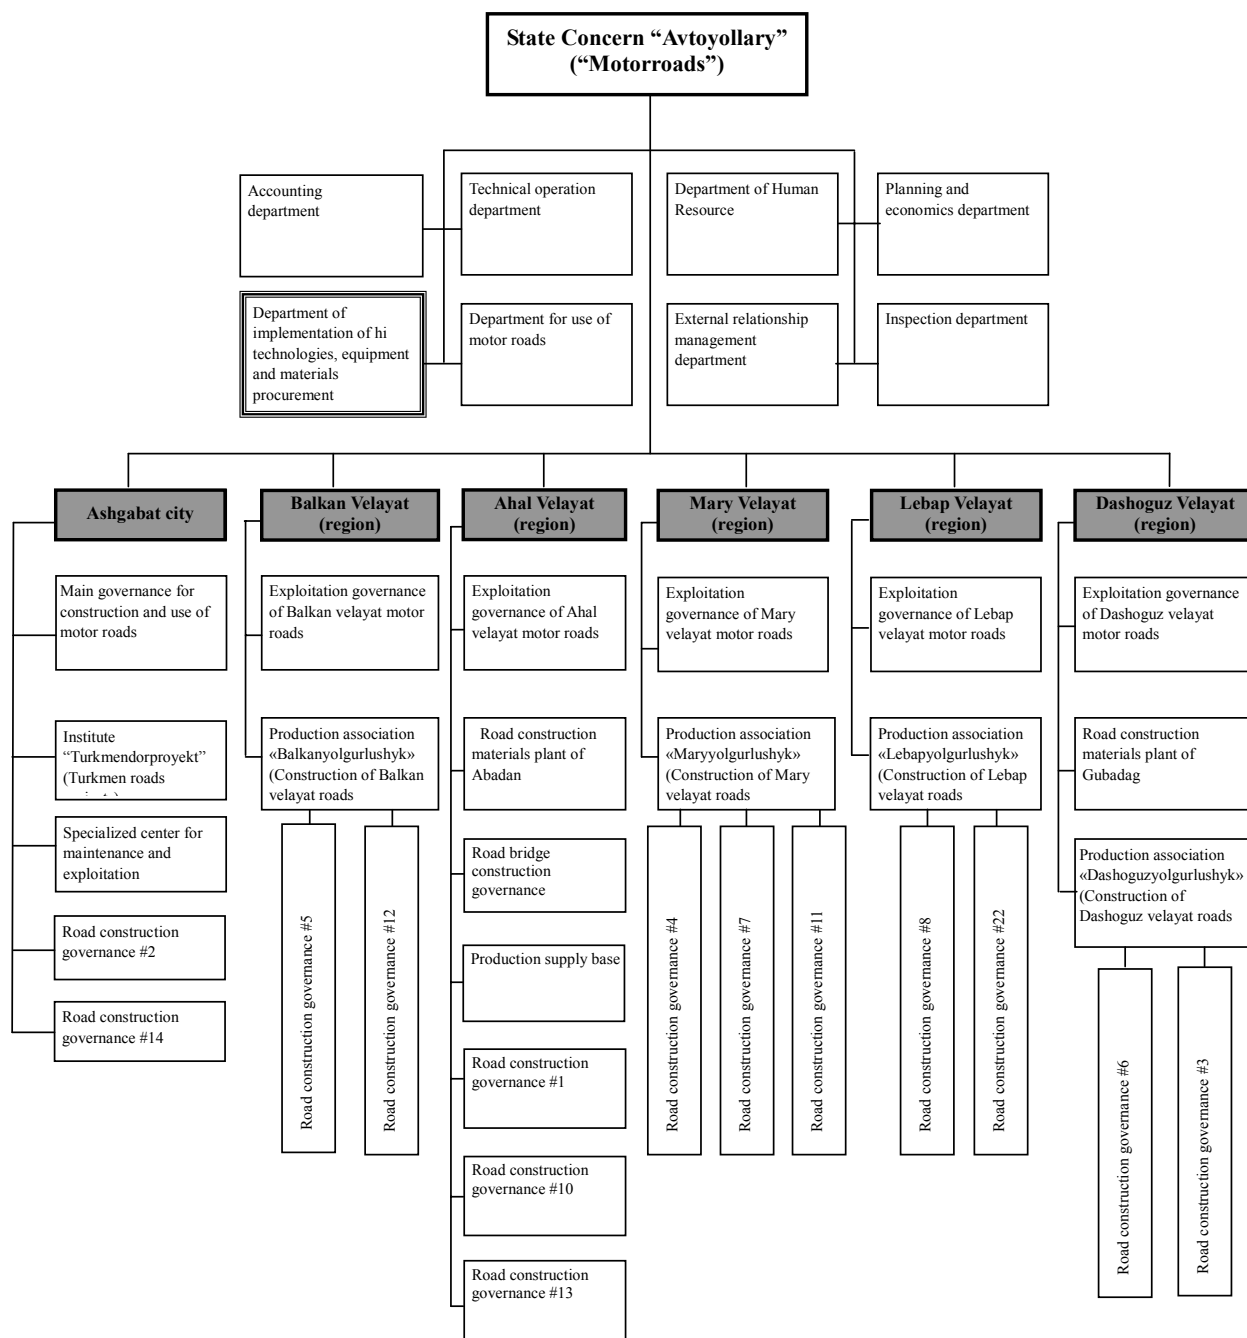 State Concern “Avtoyollary”
(“Motorroads”)
Accounting
department
Technical operation
department
Department of Human
Resource
Planning and
economics department
Department of
implementation of hi
technologies, equipment
and materials
procurement
Department for use of
motor roads
External relationship
management
department
Inspection department
Ashgabat city
Main governance for
construction and use of
motor roads
Institute
“Turkmendorproyekt”
(Turkmen roads
Specialized center for
maintenance and
exploitation
Road construction
governance #2
Road construction
governance #14
Balkan Velayat
(region)
Exploitation governance
of Balkan velayat motor
roads
Production association
«Balkanyolgurlushyk»
(Construction of Balkan
velayat roads
Road construction governance #5
Road construction governance #12
Ahal Velayat
(region)
Exploitation
governance of Ahal
velayat motor roads
Road construction
materials plant of
Abadan
Road bridge
construction
governance
Production supply base
Road construction
governance #1
Road construction
governance #10
Road construction
governance #13
Mary Velayat
(region)
Exploitation
governance of Mary
velayat motor roads
Production association
«Maryyolgurlushyk»
(Construction of Mary
velayat roads
Road construction governance #4
Road construction governance #7
Road construction governance #11
Lebap Velayat
(region)
Exploitation
governance of Lebap
velayat motor roads
Production association
«Lebapyolgurlushyk»
(Construction of Lebap
velayat roads
Road construction governance #8
Road construction governance #22
Dashoguz Velayat
(region)
Exploitation governance
of Dashoguz velayat
motor roads
Road construction
materials plant of
Gubadag
Production association
«Dashoguzyolgurlushyk»
(Construction of
Dashoguz velayat roads
Road construction governance #6
Road construction governance #3